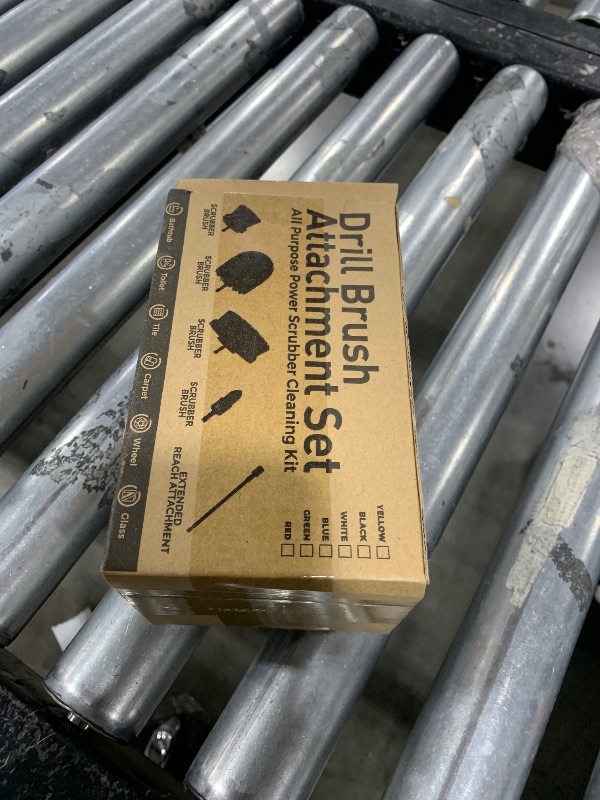 Drill Brush
Attachment Set
All Purpose Power Scrubber Cleaning Kit
SCRUBBER
BRUSH
SCRUBBER
BRUSH
SCRUBBER
BRUSH
SCRUBBER
BRUSH
EXTENDED
REACH ATTACHMENT
Bathtub
Toilet
Tile
Carpet
Wheel
Glass
YELLOW
BLACK
WHITE
BLUE
GREEN
RED